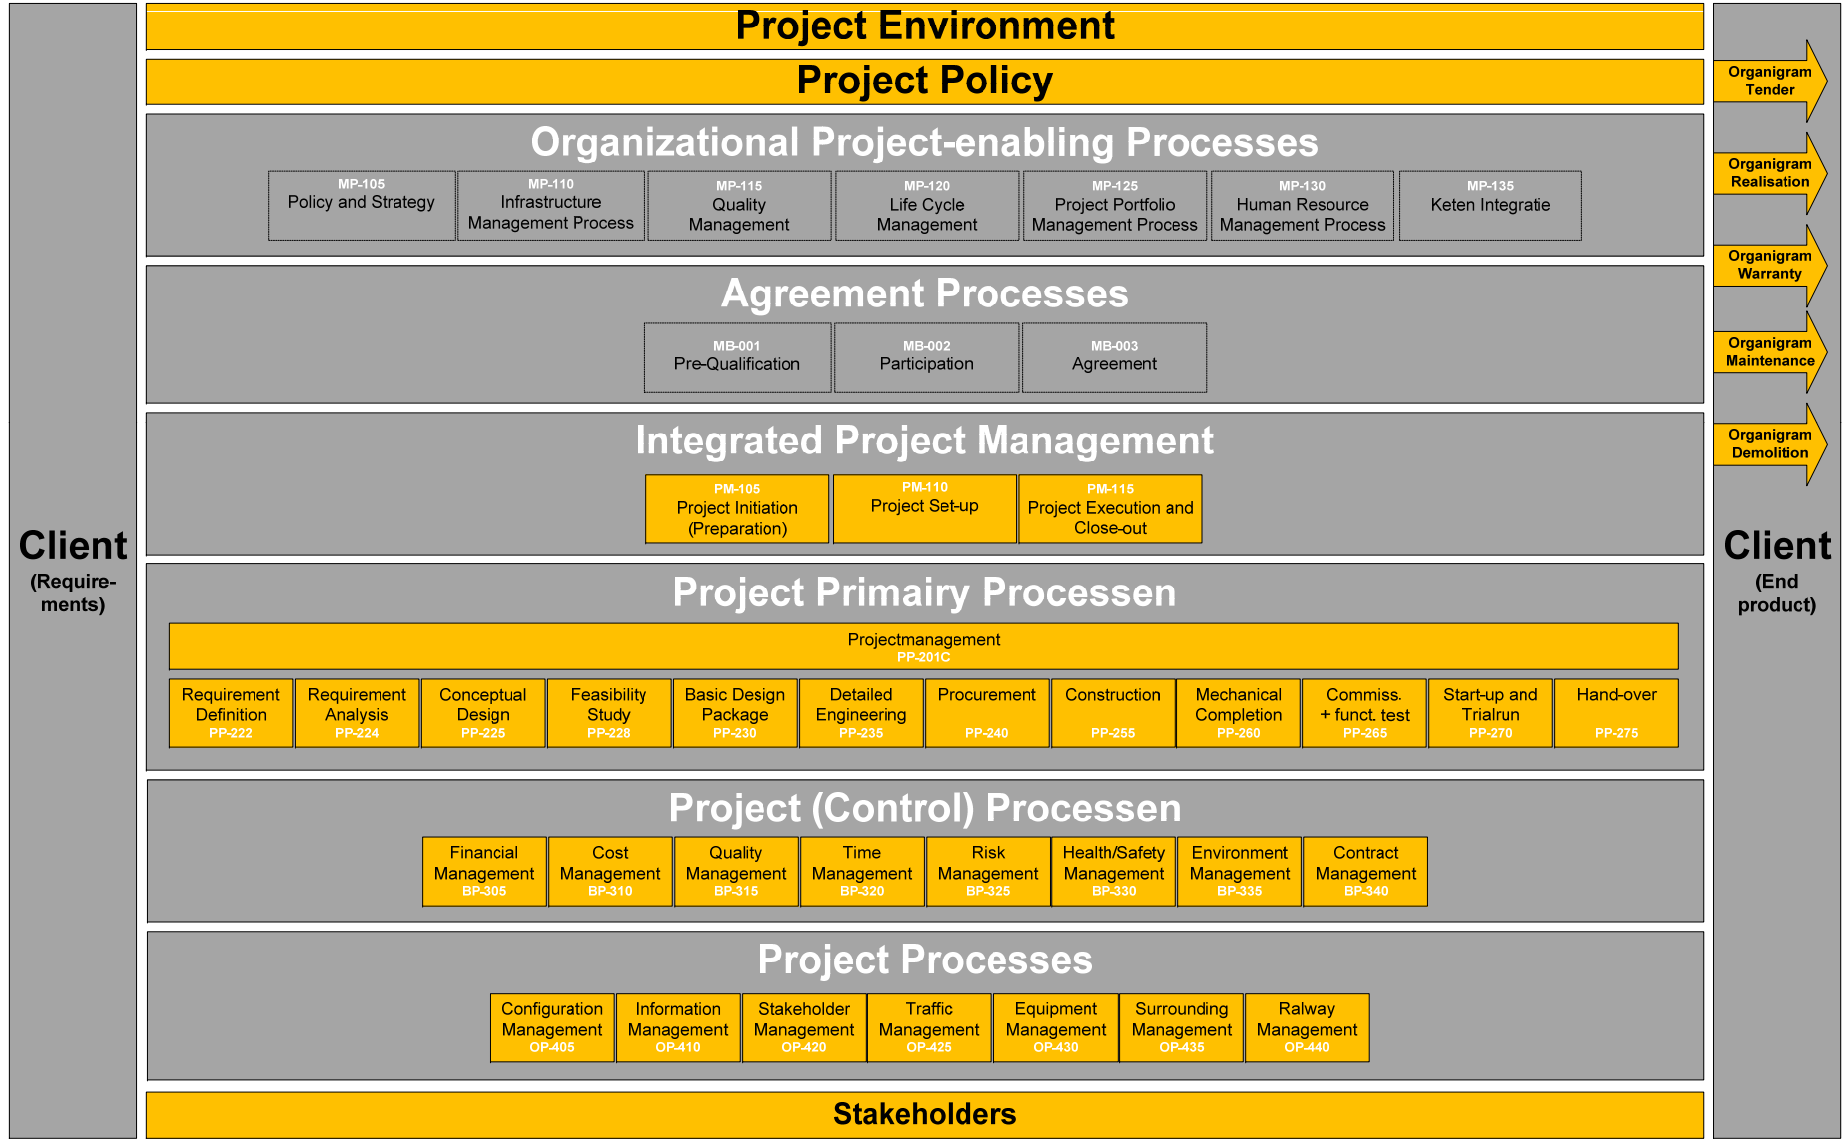 Project Environment
Project Policy
Organizational Project-enabling Processes
MP-105
Policy and Strategy
MP-110
Infrastructure
Management Process
MP-115
Quality
Management
MP-120
Life Cycle
Management
MP-125
Project Portfolio
Management Process
MP-130
Human Resource
Management Process
MP-135
Keten Integratie
Agreement Processes
MB-001
Pre-Qualification
MB-002
Participation
MB-003
Agreement
Integrated Project Management
PM-105
Project Initiation
(Preparation)
PM-110
Project Set-up
PM-115
Project Execution and
Close-out
Client
(Require-
ments)
Project Primairy Processen
Projectmanagement
PP-201C
Requirement
Definition
PP-222
Requirement
Analysis
PP-224
Conceptual
Design
PP-225
Feasibility
Study
PP-228
Basic Design
Package
PP-230
Detailed
Engineering
PP-235
Procurement
PP-240
Construction
PP-255
Mechanical
Completion
PP-260
Commiss.
+ funct. test
PP-265
Start-up and
Trialrun
PP-270
Hand-over
PP-275
Project (Control) Processen
Financial
Management
BP-305
Cost
Management
BP-310
Quality
Management
BP-315
Time
Management
BP-320
Risk
Management
BP-325
Health/Safety
Management
BP-330
Environment
Management
BP-335
Contract
Management
BP-340
Project Processes
Configuration
Management
OP-405
Information
Management
OP-410
Stakeholder
Management
OP-420
Traffic
Management
OP-425
Equipment
Management
OP-430
Surrounding
Management
OP-435
Ralway
Management
OP-440
Stakeholders
Organigram
Tender
Organigram
Realisation
Organigram
Warranty
Organigram
Maintenance
Organigram
Demolition
Client
(End
product)